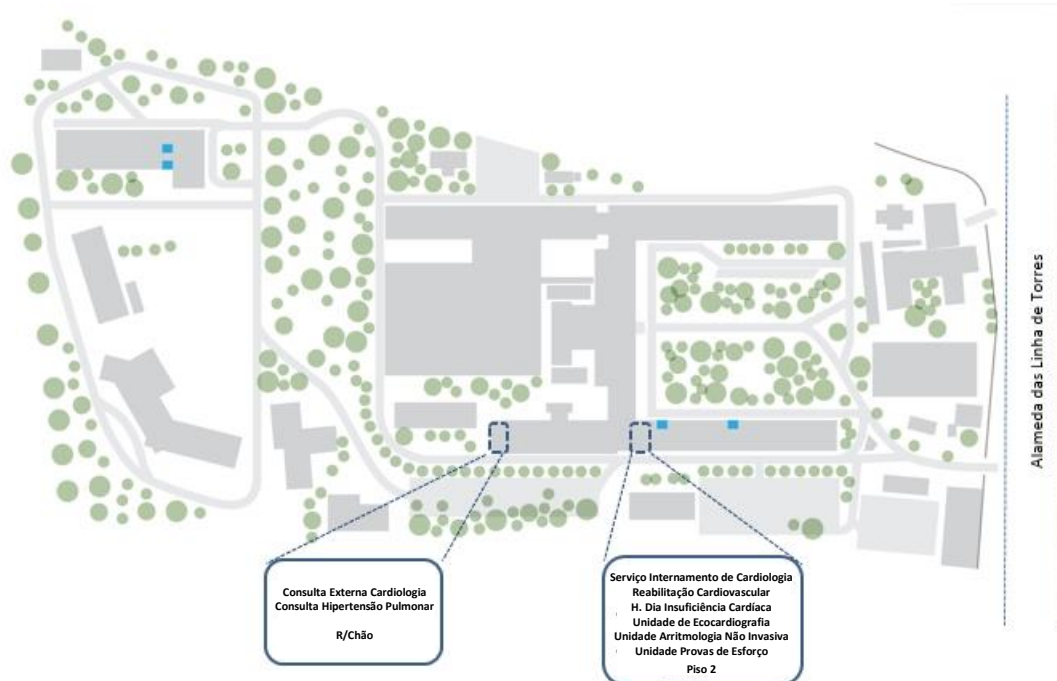 Alameda das Linha de Torres
Consulta Externa Cardiologia
Consulta Hipertensão Pulmonar
R/Chão
Serviço Internamento de Cardiologia
Reabilitação Cardiovascular
H. Dia Insuficiência Cardíaca
Unidade de Ecocardiografia
Unidade Arritmologia Não Invasiva
Unidade Provas de Esforço
Piso 2